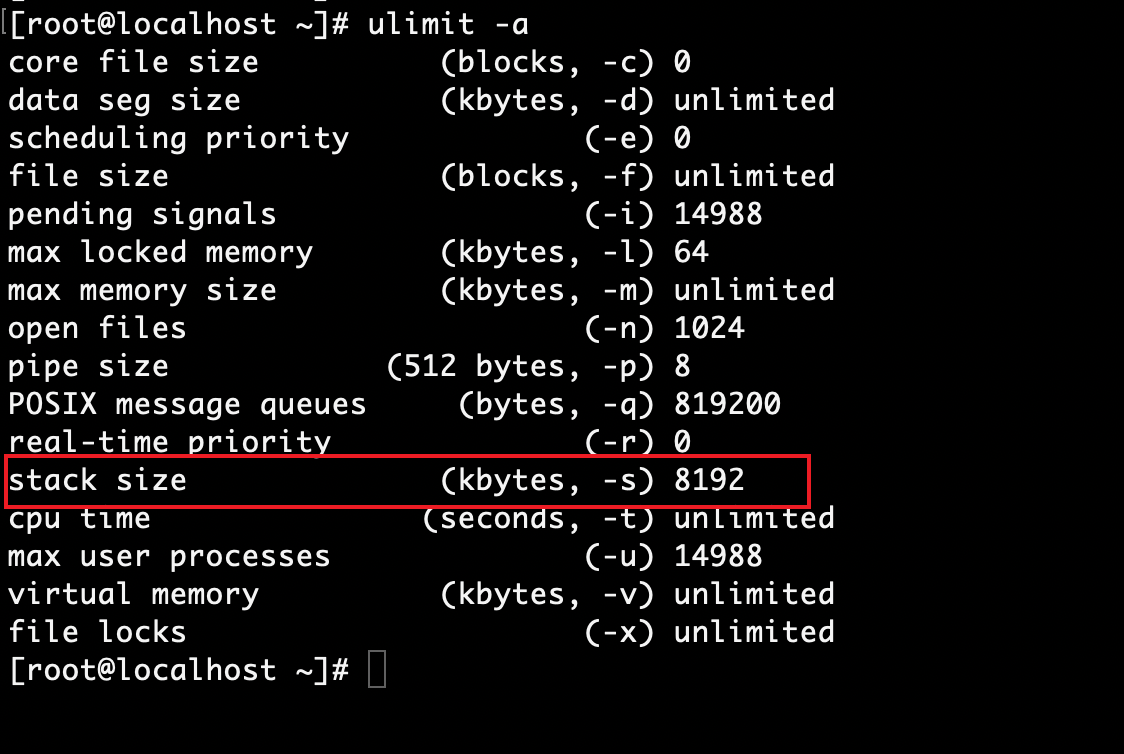 [root@localhost ~]# ulimit -a
core file size          (blocks, -c) 0
data seg size           (kbytes, -d) unlimited
scheduling priority             (-e) 0
file size               (blocks, -f) unlimited
pending signals                 (-i) 14988
max locked memory       (kbytes, -l) 64
max memory size         (kbytes, -m) unlimited
open files                      (-n) 1024
pipe size            (512 bytes, -p) 8
POSIX message queues     (bytes, -q) 819200
real-time priority              (-r) 0
stack size              (kbytes, -s) 8192
cpu time               (seconds, -t) unlimited
max user processes              (-u) 14988
virtual memory          (kbytes, -v) unlimited
file locks                      (-x) unlimited
[root@localhost ~]#